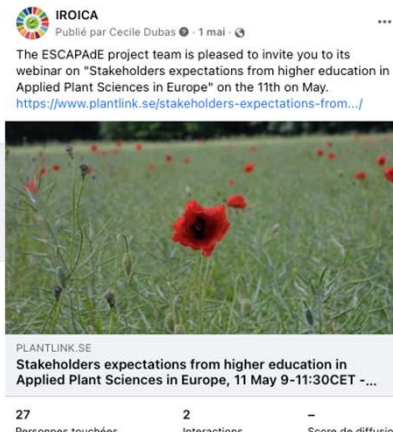 IROICA
Publié par Cecile Dubas · 1 mai ·
The ESCAPAdE project team is pleased to invite you to its
webinar on "Stakeholders expectations from higher education in
Applied Plant Sciences in Europe" on the 11th on May.
https://www.plantlink.se/stakeholders-expectations-from.../
PLANTLINK.SE
Stakeholders expectations from higher education in
Applied Plant Sciences in Europe, 11 May 9-11:30CET -...
27 2 –
Personnes touchées Interactions Score de diffusio